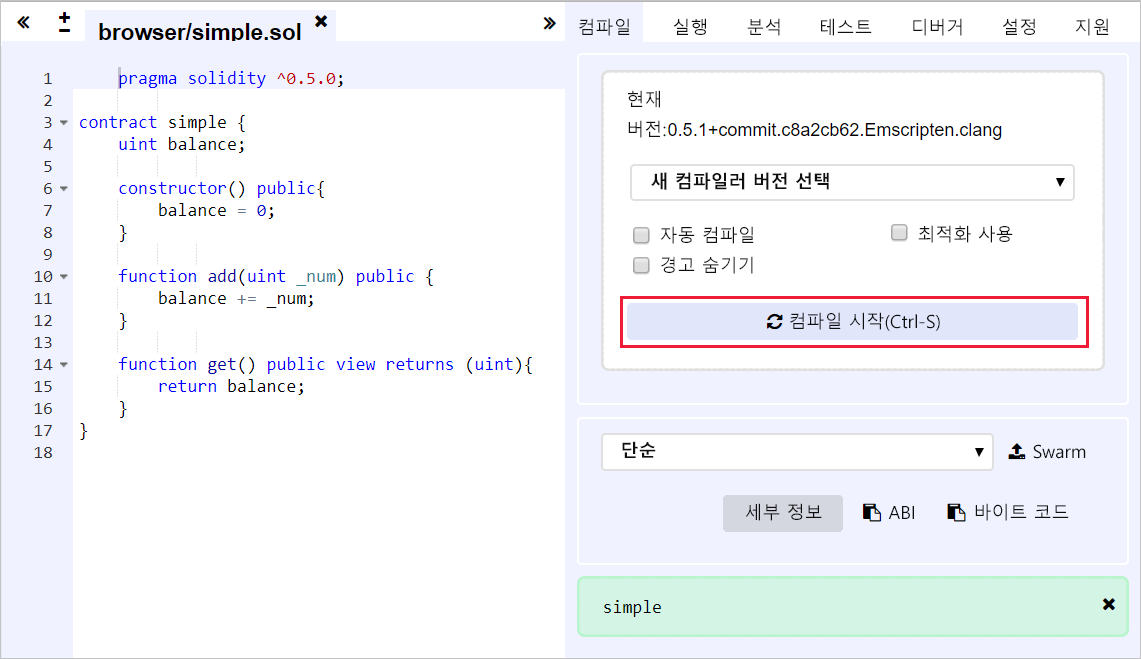 browser/simple.sol
컴파일 실행 분석 테스트 디버거 설정 지원
1 pragma solidity ^0.5.0;
2
3 contract simple {
4 uint balance;
5
6 constructor() public{
7 balance = 0;
8 }
9
10 function add(uint _num) public {
11 balance += _num;
12 }
13
14 function get() public view returns (uint){
15 return balance;
16 }
17 }
18
현재
버전:0.5.1+commit.c8a2cb62.Emscripten.clang
새 컴파일러 버전 선택
자동 컴파일 최적화 사용
경고 숨기기
컴파일 시작(Ctrl-S)
단순 Swarm
세부 정보 ABI 바이트 코드
simple